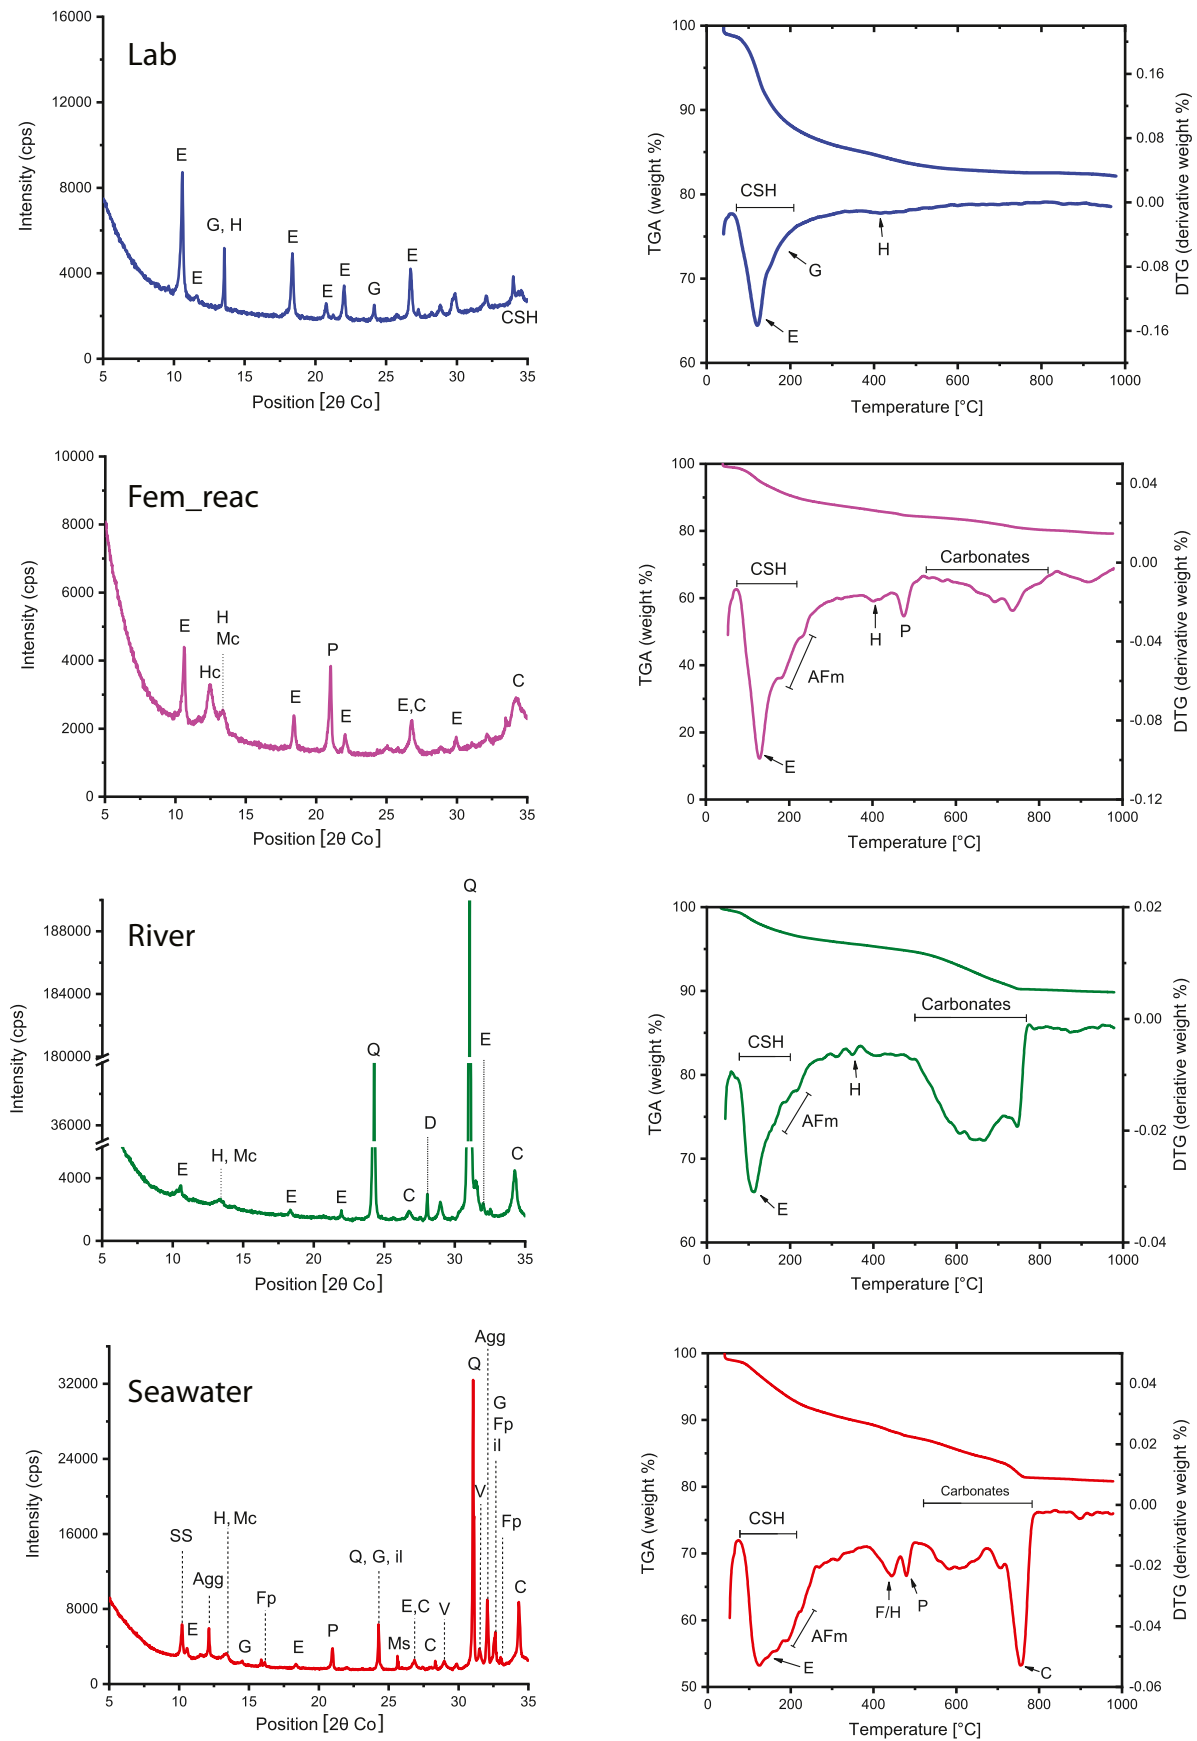 Lab
16000
12000
8000
4000
0
Intensity (cps)
E
E
G, H
E
E
E
G
E
CSH
5 10 15 20 25 30 35
Position [2θ Co]
100
90
80
70
60
TGA (weight %)
0.16
0.08
0.00
-0.08
-0.16
DTG (derivative weight %)
CSH
H
G
E
0 200 400 600 800 1000
Temperature [°C]
Fem_reac
10000
8000
6000
4000
2000
0
Intensity (cps)
E
H
Mc
Hc
E
P
E
E,C
E
C
5 10 15 20 25 30 35
Position [2θ Co]
100
80
60
40
20
0
TGA (weight %)
0.04
0.00
-0.04
-0.08
-0.12
DTG (derivative weight %)
Carbonates
CSH
H
P
AFm
E
0 200 400 600 800 1000
Temperature [°C]
River
188000
184000
180000
36000
4000
0
Intensity (cps)
Q
E
Q
D
H, Mc
E
E
E
C
C
5 10 15 20 25 30 35
Position [2θ Co]
100
90
80
70
60
TGA (weight %)
0.02
0.00
-0.02
-0.04
DTG (deriative weight %)
Carbonates
CSH
H
AFm
E
0 200 400 600 800 1000
Temperature [°C]
Seawater
32000
24000
16000
8000
0
Intensity (cps)
Agg
Q
G
Fp
il
V
Fp
H, Mc
SS
Q, G, il
Agg
Fp
E
G
E
P
Ms
E,C
C
V
C
5 10 15 20 25 30 35
Position [2θ Co]
100
90
80
70
60
50
TGA (weight %)
0.04
0.02
0.00
-0.02
-0.04
-0.06
DTG (derivative weight %)
Carbonates
CSH
F/H
P
AFm
E
C
0 200 400 600 800 1000
Temperature [°C]